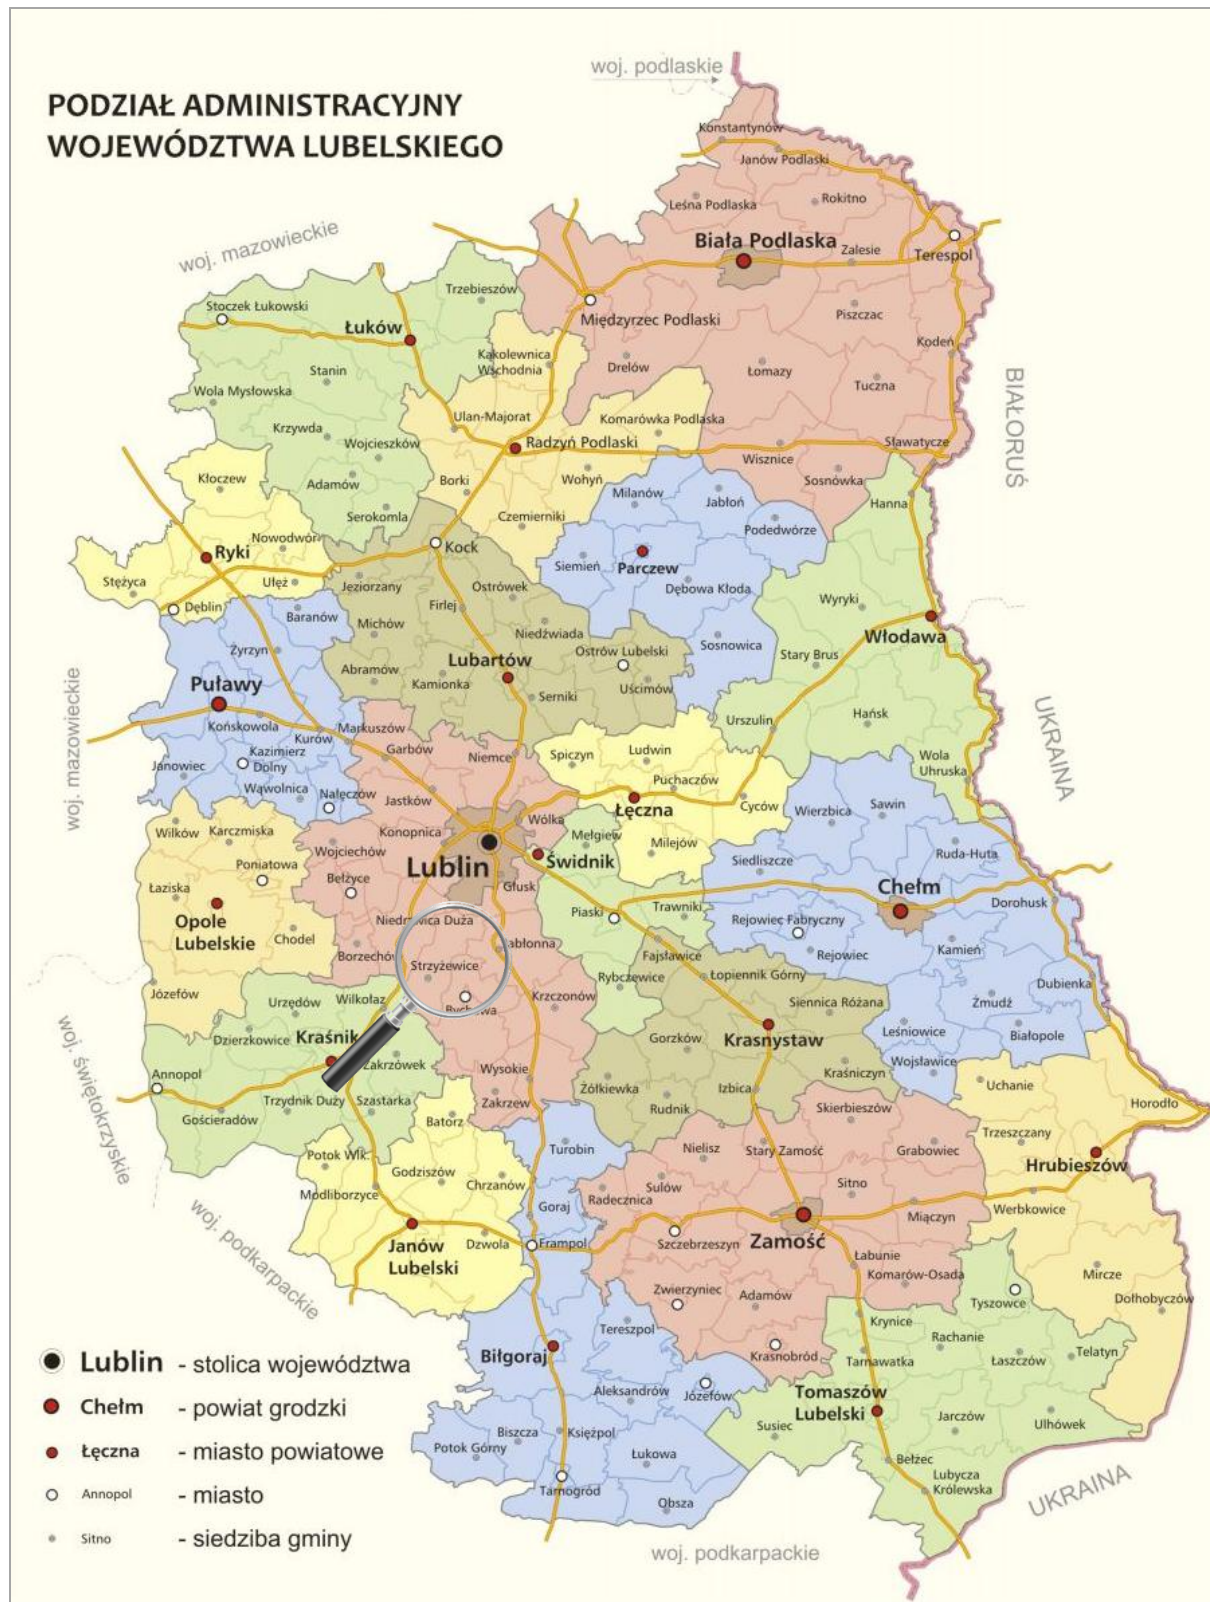 woj. podlaskie
PODZIAŁ ADMINISTRACYJNY
WOJEWÓDZTWA LUBELSKIEGO
Konstantynów
Janów Podlaski
Leśna Podlaska
Rokitno
woj. mazowieckie
Biała Podlaska
Zalesie
Terespol
Trzebieszów
Stoczek Łukowski
Międzyrzec Podlaski
Piszczac
Łuków
Kodeń
Kąkolewnica
Wschodnia
Drelów
Łomazy
Stanin
Tuczna
BIAŁORUŚ
Wola Mysłowska
Ulan-Majorat
Komarówka Podlaska
Krzywda
Wojcieszków
Radzyń Podlaski
Sławatycze
Wisznice
Kłoczew
Adamów
Borki
Wohyń
Sosnówka
Milanów
Jabłoń
Hanna
Serokomla
Czemierniki
Podedwórze
Nowodwór
Kock
Ryki
Siemień
Parczew
Stężyca
Ułęż
Jeziorzany
Ostrówek
Dębowa Kłoda
Dęblin
Baranów
Firlej
Wyryki
Michów
Niedźwiada
Włodawa
Żyrzyn
Ostrów Lubelski
Sosnowica
Stary Brus
woj. mazowieckie
Abramów
Lubartów
Puławy
Kamionka
Serniki
Uścimów
UKRAINA
Końskowola
Markuszów
Urszulin
Hańsk
Kurów
Garbów
Niemce
Spiczyn
Ludwin
Wola
Uhruska
Janowiec
Kazimierz
Dolny
Puchaczów
Wąwolnica
Nałęczów
Jastków
Łęczna
Cyców
Wierzbica
Sawin
Wilków
Karczmiska
Konopnica
Wólka
Mełgiew
Milejów
Wojciechów
Lublin
Świdnik
Siedliszcze
Ruda-Huta
Poniatowa
Bełżyce
Głusk
Chełm
Łaziska
Opole
Lubelskie
Niedrzwica Duża
Piaski
Trawniki
Rejowiec Fabryczny
Dorohusk
Chodel
Borzechów
Jabłonna
Fajsławice
Rejowiec
Kamień
Strzyżewice
Rybczewice
Łopiennik Górny
Józefów
Urzędów
Wilkołaz
Bychawa
Krzczonów
Siennica Różana
Żmudź
Dubienka
woj. świętokrzyskie
Dzierzkowice
Kraśnik
Gorzków
Krasnystaw
Leśniowice
Białopole
Annopol
Zakrzówek
Wysokie
Wojsławice
Żółkiewka
Izbica
Kraśniczyn
Uchanie
Gościeradów
Trzydnik Duży
Szastarka
Zakrzew
Rudnik
Skierbieszów
Horodło
Batorz
Turobin
Nielisz
Stary Zamość
Grabowiec
Trzeszczany
Potok Wlk.
Godziszów
Chrzanów
Hrubieszów
Modliborzyce
Radecznica
Sułów
Sitno
woj. podkarpackie
Goraj
Miączyn
Werbkowice
Janów
Lubelski
Dzwola
Frampol
Szczebrzeszyn
Zamość
Łabunie
Komarów-Osada
Mircze
Zwierzyniec
Adamów
Tyszowce
Dołhobyczów
Tereszpol
Krynice
Rachanie
Lublin - stolica województwa
Biłgoraj
Krasnobród
Tarnawatka
Łaszczów
Telatyn
Aleksandrów
Józefów
Tomaszów
Lubelski
Chełm - powiat grodzki
Susiec
Jarczów
Ulhówek
Biszcza
Księżpol
Łęczna - miasto powiatowe
Potok Górny
Łukowa
Bełżec
Lubycza
Królewska
Annopol - miasto
Tarnogród
Obsza
UKRAINA
Sitno - siedziba gminy
woj. podkarpackie